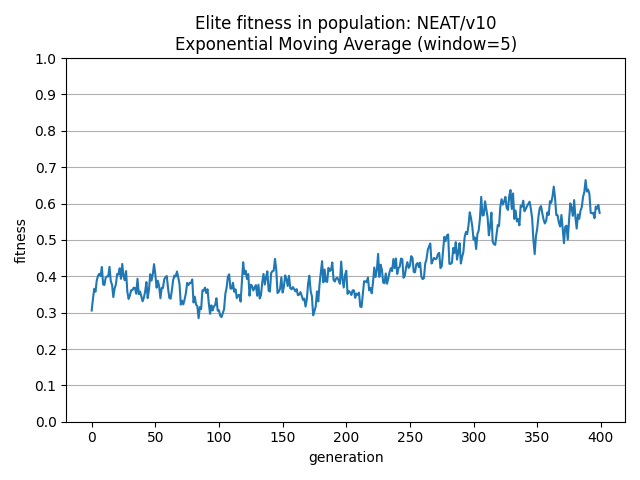 Elite fitness in population: NEAT/v10
Exponential Moving Average (window=5)
1.0
0.9
0.8
0.7
0.6
0.5
0.4
0.3
0.2
0.1
0.0
fitness
0 50 100 150 200 250 300 350 400
generation